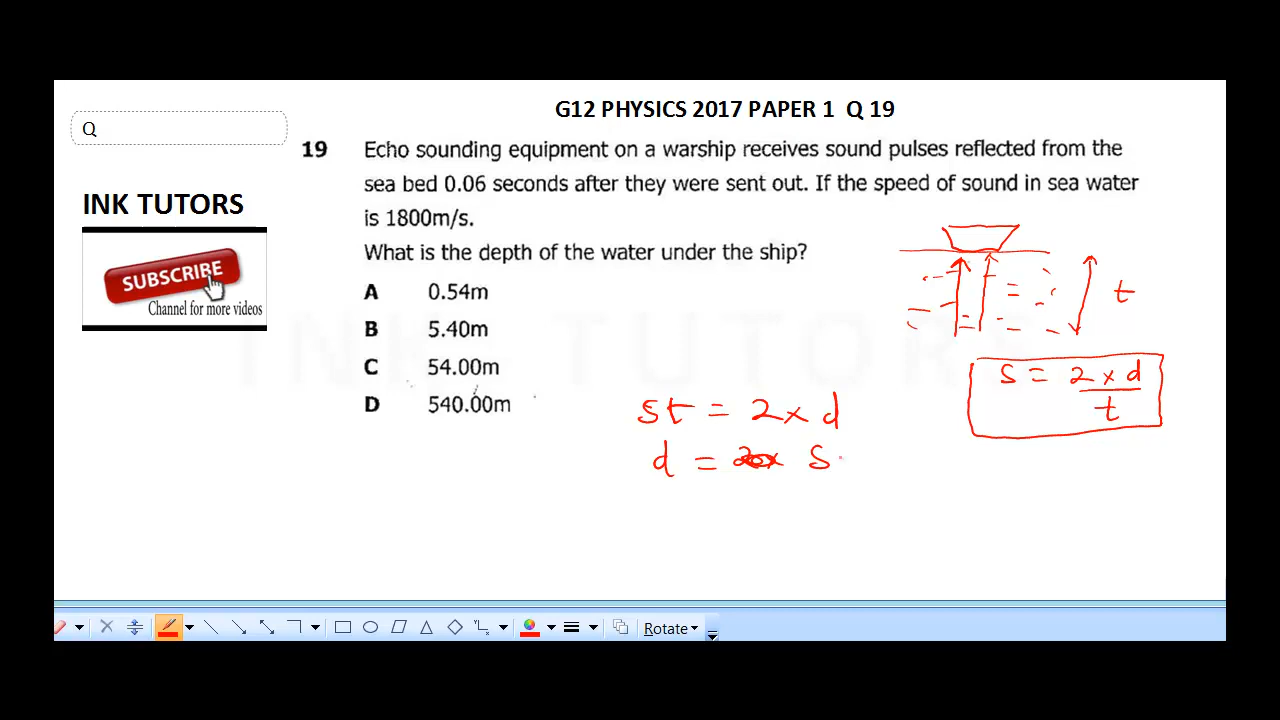 G12 PHYSICS 2017 PAPER 1 Q 19
Q
19 Echo sounding equipment on a warship receives sound pulses reflected from the
sea bed 0.06 seconds after they were sent out. If the speed of sound in sea water
is 1800m/s.
What is the depth of the water under the ship?
A 0.54m
B 5.40m
C 54.00m
D 540.00m
INK TUTORS
SUBSCRIBE
Channel for more videos
INK TUTORS
t
s = 2 x d
t
st = 2 x d
d = s
Rotate